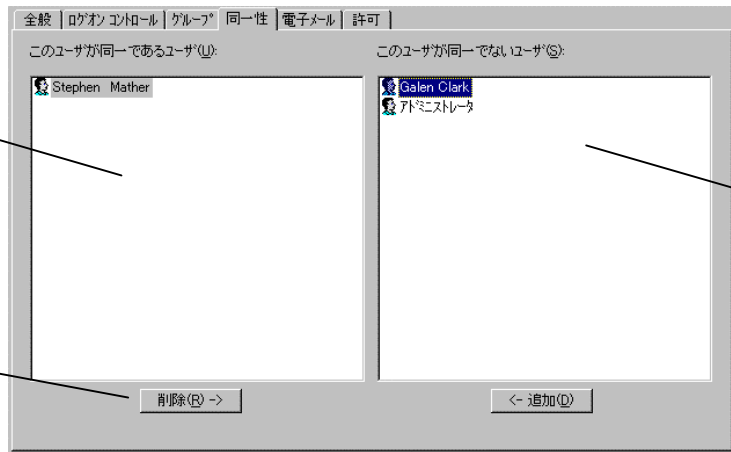 全般 ログオン コントロール グループ 同一性 電子メール 許可
このユーザが同一であるユーザ(U):
Stephen Mather
削除(R) ->
このユーザが同一でないユーザ(S):
Galen Clark
アドミニストレータ
<- 追加(D)